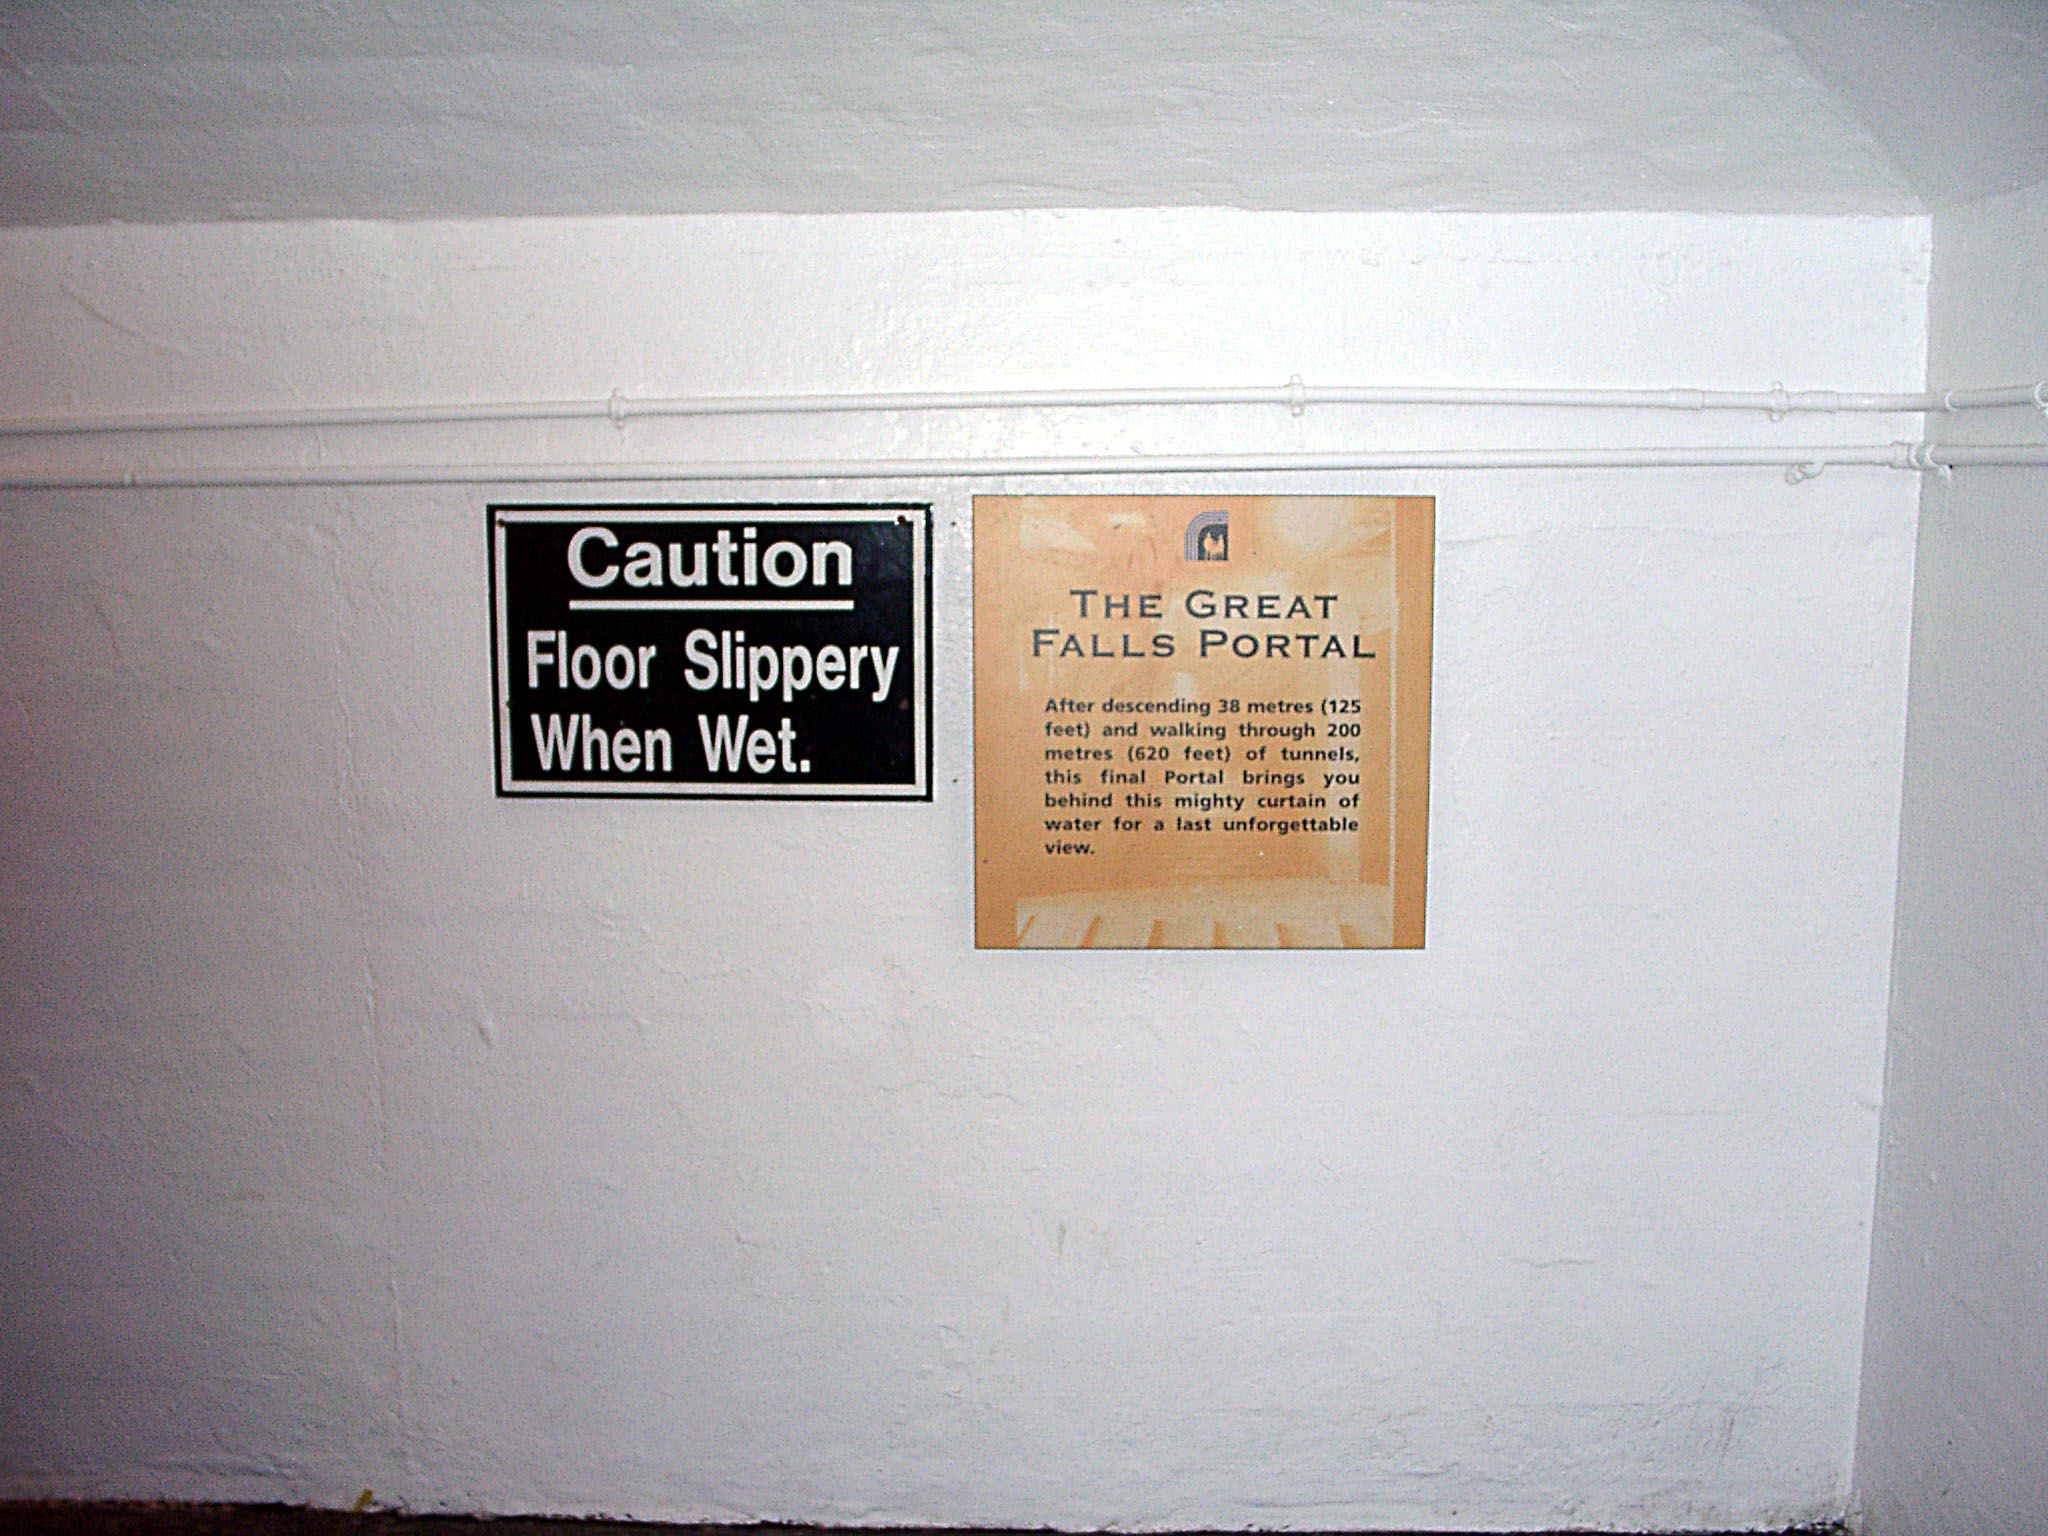 Caution
Floor Slippery
When Wet.
THE GREAT
FALLS PORTAL
After descending 38 metres (125
feet) and walking through 200
metres (620 feet) of tunnels,
this final Portal brings you
behind this mighty curtain of
water for a last unforgettable
view.